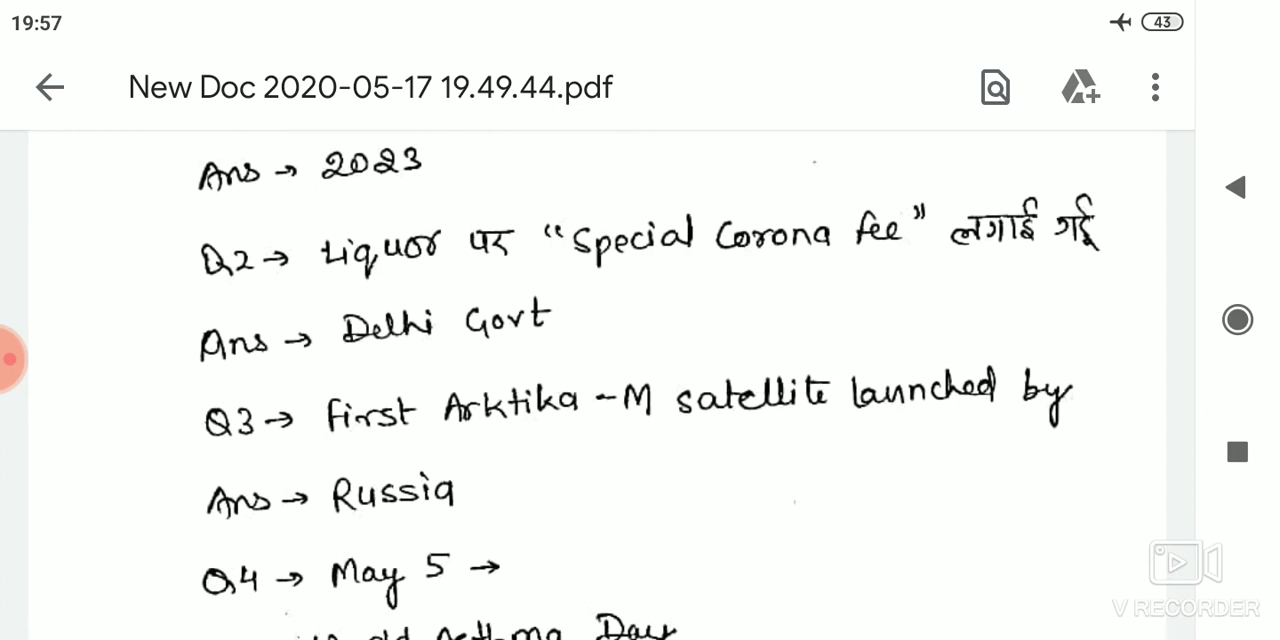 19:57
43
New Doc 2020-05-17 19.49.44.pdf
Ans → 2023
Q2 → Liquor पर "Special Corona fee" लगाई गई
Ans → Delhi Govt
Q3 → First Arktika -M satellite launched by
Ans → Russia
Q4 → May 5 →
Day
V RECORDER